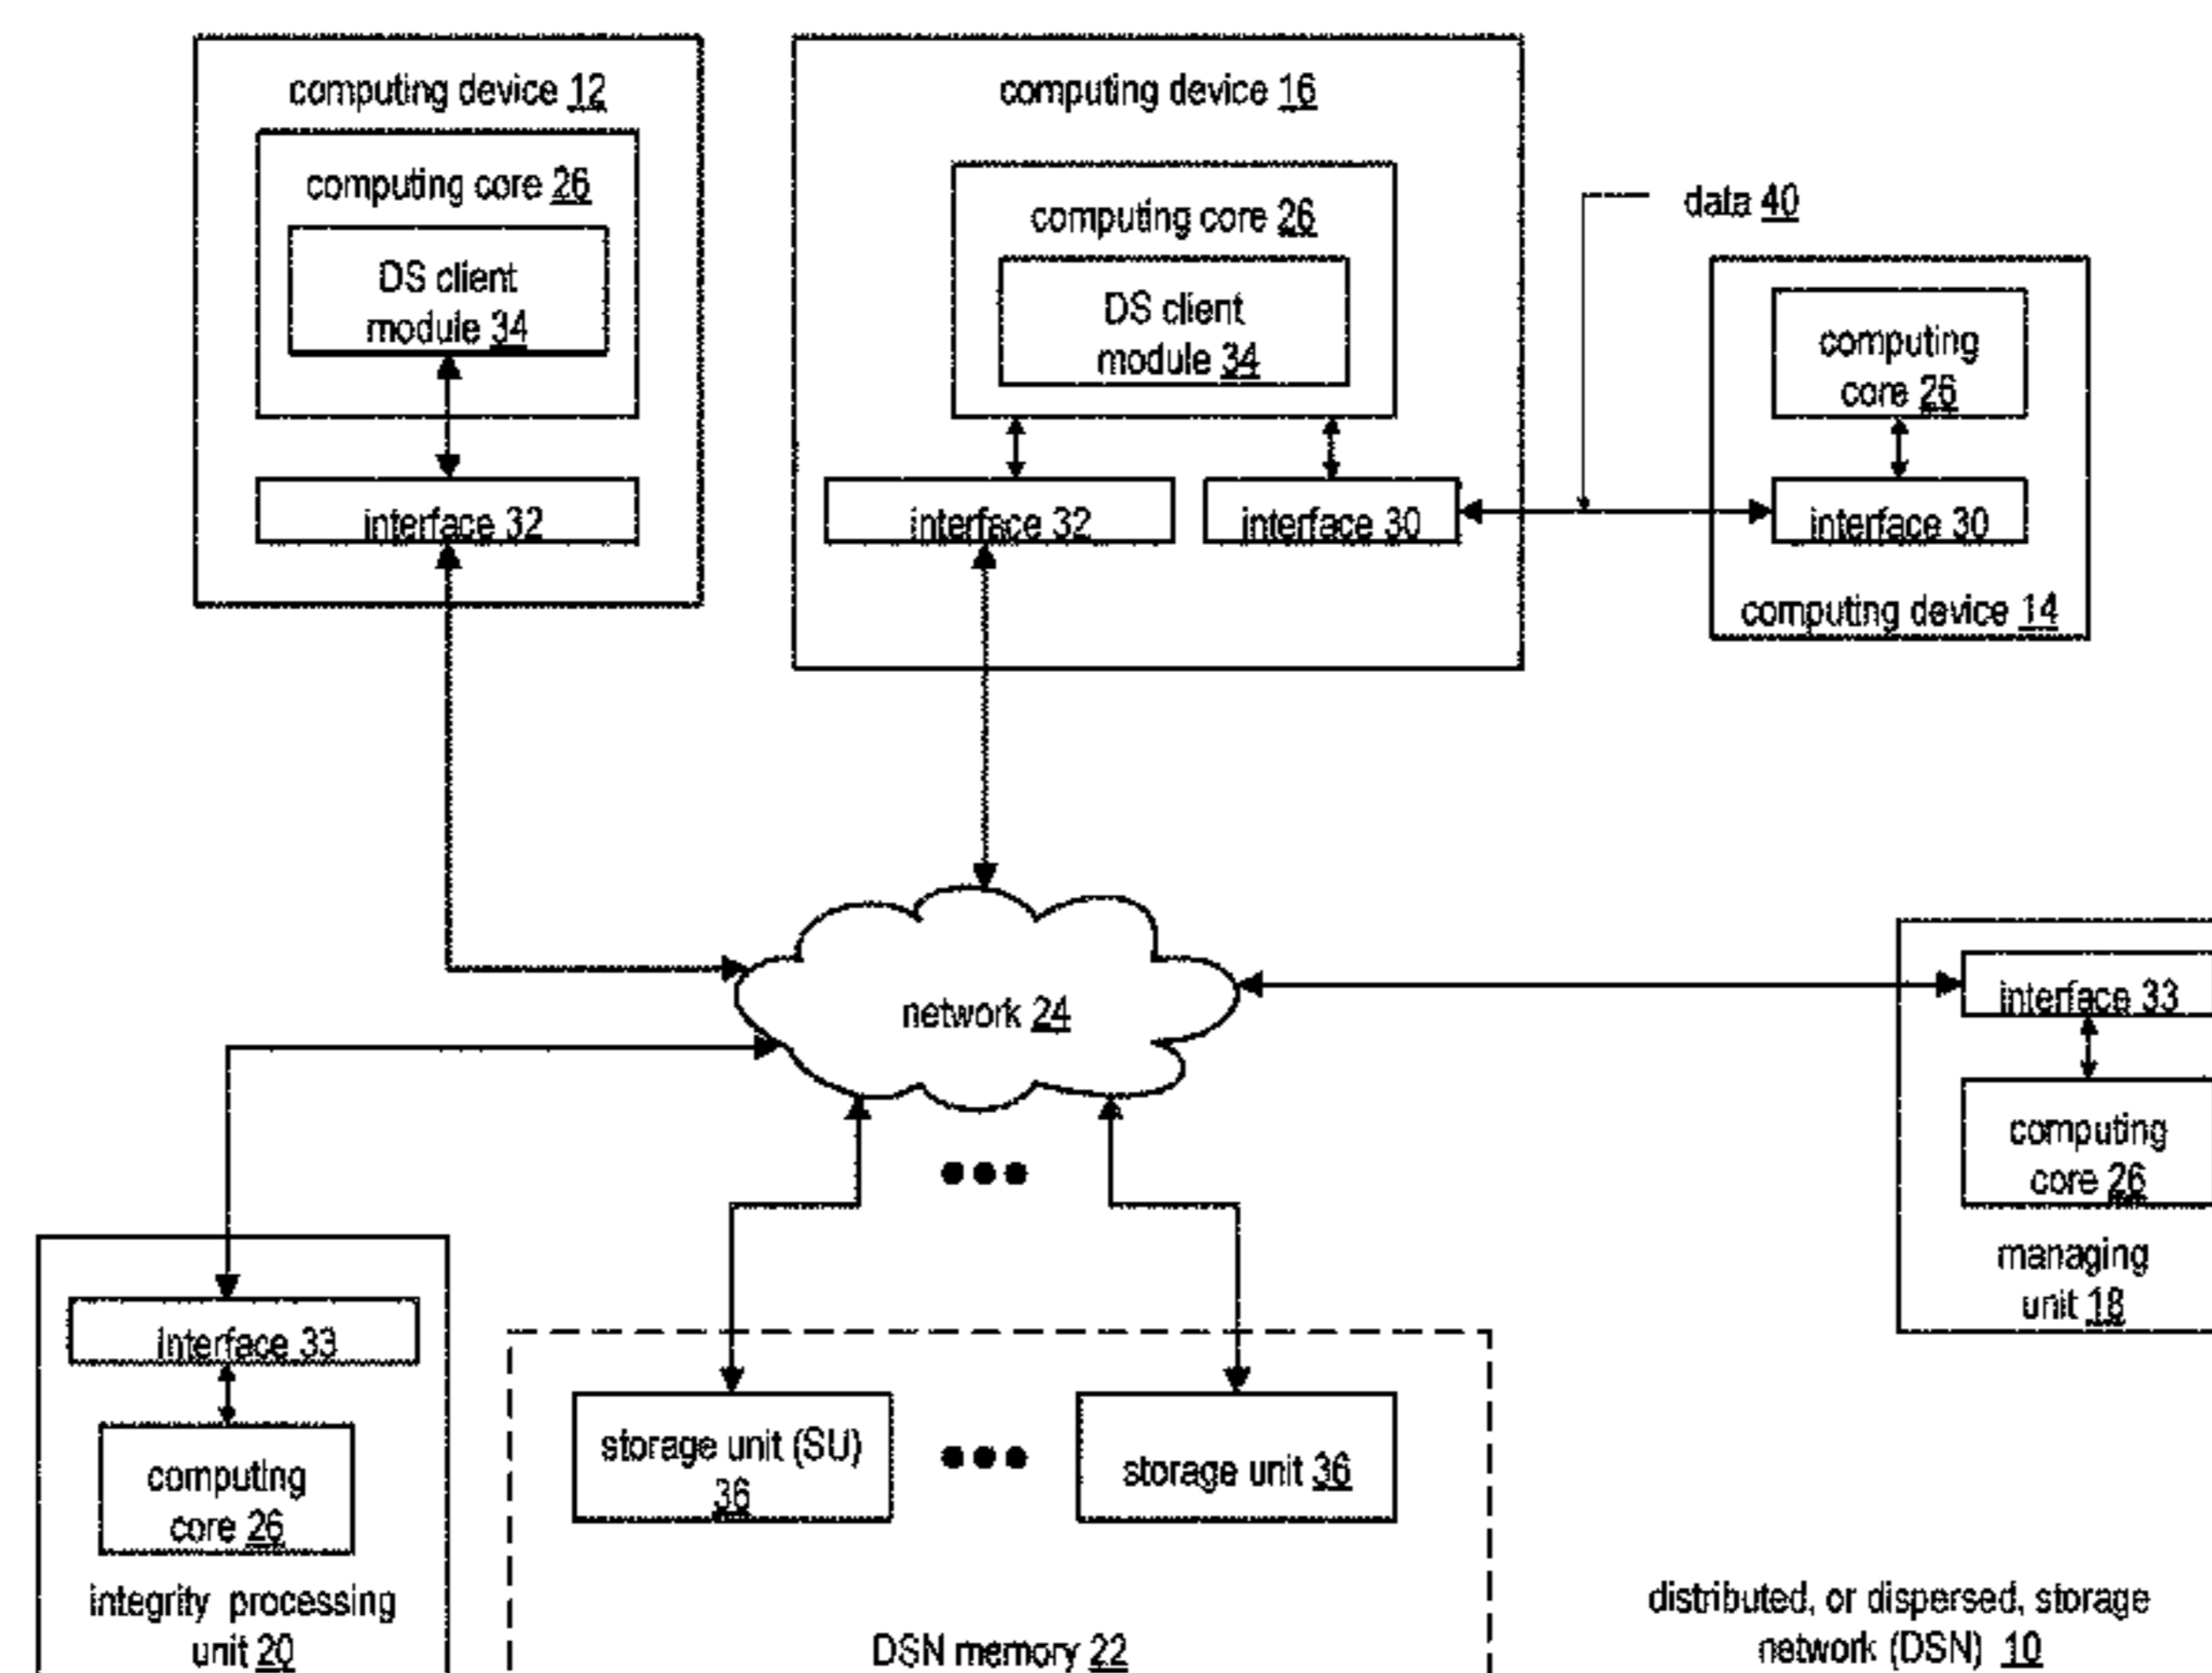 computing device 12
computing core 26
DS client
module 34
interface 32
computing device 16
computing core 26
DS client
module 34
interface 32
interface 30
data 40
computing
core 26
interface 30
computing device 14
network 24
interface 33
computing
core 26
managing
unit 18
interface 33
computing
core 26
integrity processing
unit 20
storage unit (SU)
36
storage unit 36
DSN memory 22
distributed, or dispersed, storage
network (DSN) 10